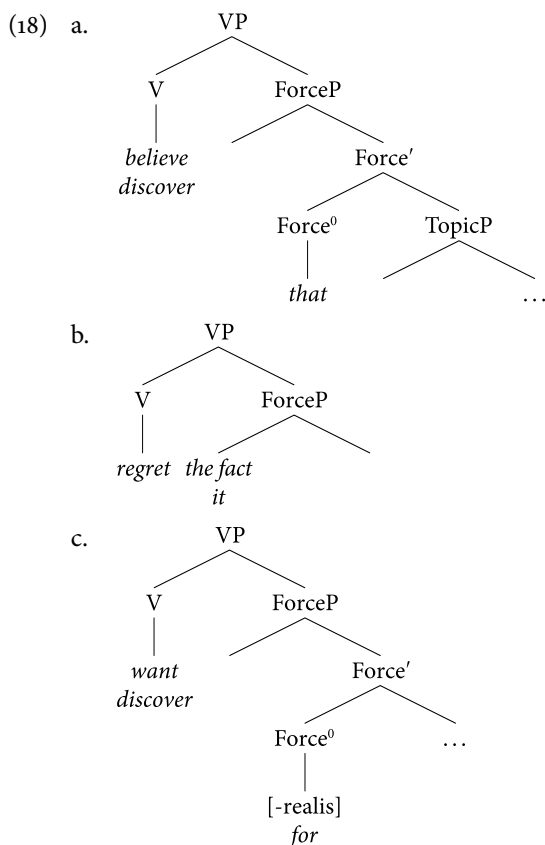 (18) a. VP
V ForceP
believe
discover
Force′
Force⁰ TopicP
that …
b. VP
V ForceP
regret the fact
it
c. VP
V ForceP
want
discover
Force′
Force⁰ …
[-realis]
for